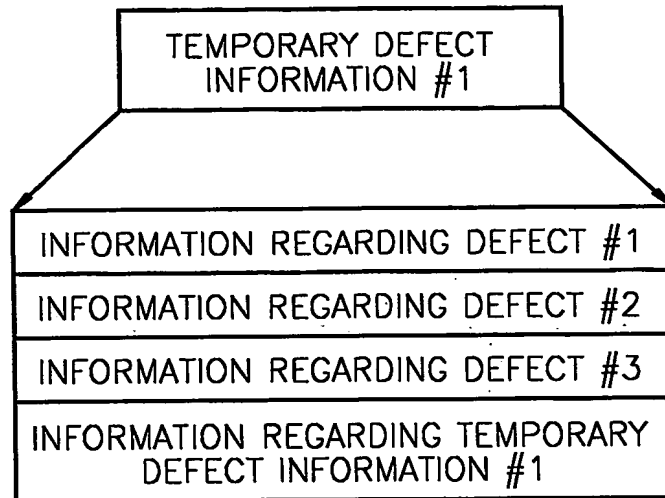 TEMPORARY DEFECT
INFORMATION #1
INFORMATION REGARDING DEFECT #1
INFORMATION REGARDING DEFECT #2
INFORMATION REGARDING DEFECT #3
INFORMATION REGARDING TEMPORARY
DEFECT INFORMATION #1